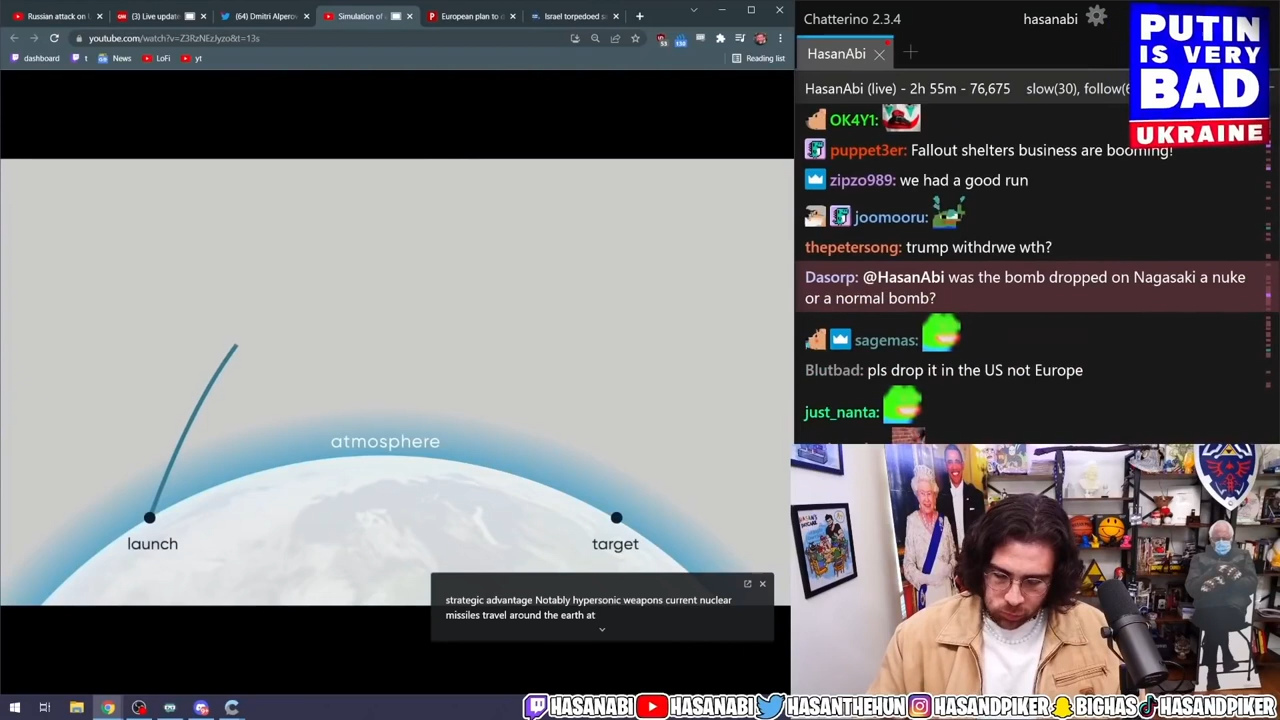 Russian attack on
(3) Live update
(64) Dmitri Alperov
Simulation of
European plan to c
Israel torpedoed s
youtube.com/watch?v=Z3RzNEzJyzo&t=13s
dashboard
t
News
LoFi
yt
Reading list
atmosphere
launch
target
strategic advantage Notably hypersonic weapons current nuclear
missiles travel around the earth at
Chatterino 2.3.4
hasanabi
HasanAbi
HasanAbi (live) - 2h 55m - 76,675 slow(30), follow(
PUTIN
IS VERY
BAD
UKRAINE
OK4Y1:
puppet3er: Fallout shelters business are booming!
zipzo989: we had a good run
joomooru:
thepetersong: trump withdrwe wth?
Dasorp: @HasanAbi was the bomb dropped on Nagasaki a nuke
or a normal bomb?
sagemas:
Blutbad: pls drop it in the US not Europe
just_nanta:
HASANABI
HASANABI
HASANTHEHUN
HASANDPIKER
BIGHAS
HASANDPIKER